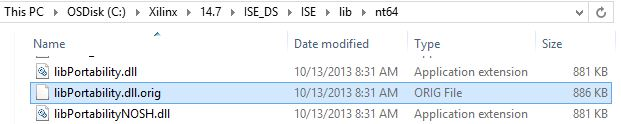 This PC ▸ OSDisk (C:) ▸ Xilinx ▸ 14.7 ▸ ISE_DS ▸ ISE ▸ lib ▸ nt64
Name Date modified Type Size
libPortability.dll 10/13/2013 8:31 AM Application extension 881 KB
libPortability.dll.orig 10/13/2013 8:31 AM ORIG File 886 KB
libPortabilityNOSH.dll 10/13/2013 8:31 AM Application extension 881 KB